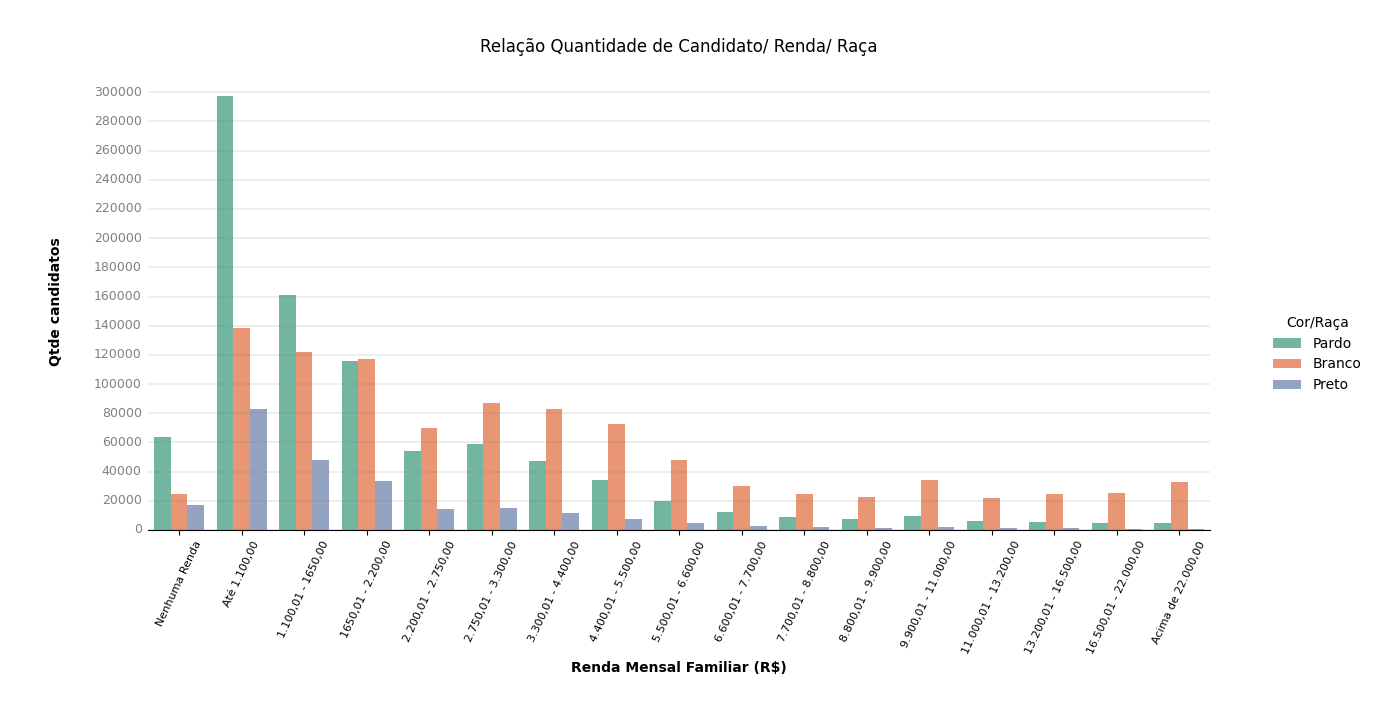 Relação Quantidade de Candidato/ Renda/ Raça
300000
280000
260000
240000
220000
200000
180000
160000
140000
120000
100000
80000
60000
40000
20000
0
Qtde candidatos
Nenhuma Renda
Até 1.100,00
1.100,01 - 1650,00
1650,01 - 2.200,00
2.200,01 - 2.750,00
2.750,01 - 3.300,00
3.300,01 - 4.400,00
4.400,01 - 5.500,00
5.500,01 - 6.600,00
6.600,01 - 7.700,00
7.700,01 - 8.800,00
8.800,01 - 9.900,00
9.900,01 - 11.000,00
11.000,01 - 13.200,00
13.200,01 - 16.500,00
16.500,01 - 22.000,00
Acima de 22.000,00
Renda Mensal Familiar (R$)
Cor/Raça
Pardo
Branco
Preto